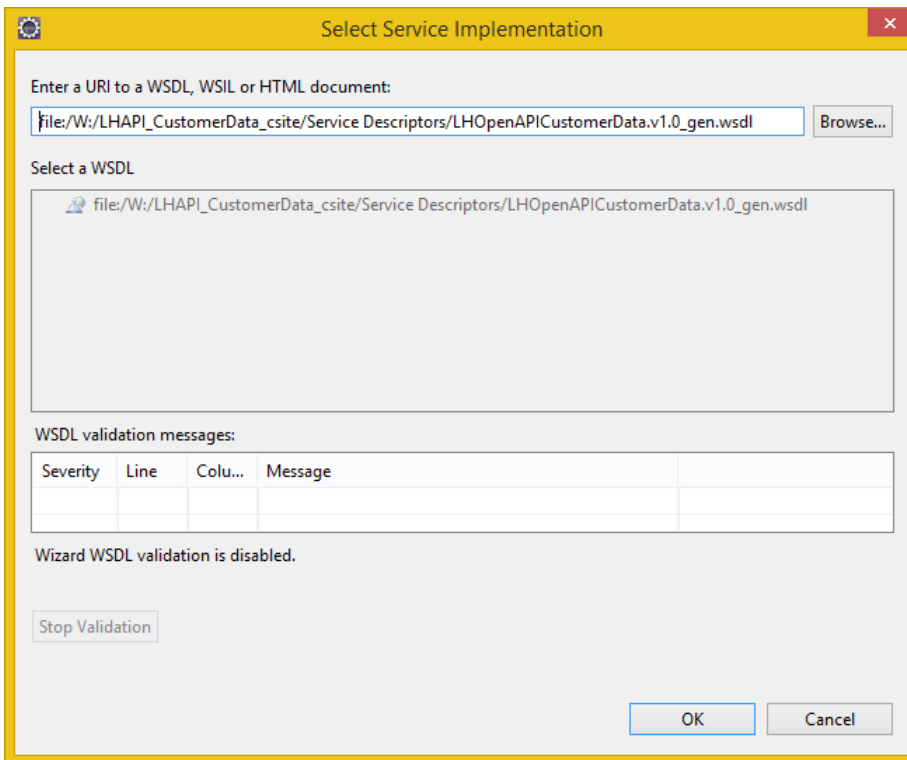 Select Service Implementation
Enter a URI to a WSDL, WSIL or HTML document:
file:/W:/LHAPI_CustomerData_csite/Service Descriptors/LHOpenAPICustomerData.v1.0_gen.wsdl Browse...
Select a WSDL
file:/W:/LHAPI_CustomerData_csite/Service Descriptors/LHOpenAPICustomerData.v1.0_gen.wsdl
WSDL validation messages:
Severity Line Colu... Message
Wizard WSDL validation is disabled.
Stop Validation
OK Cancel